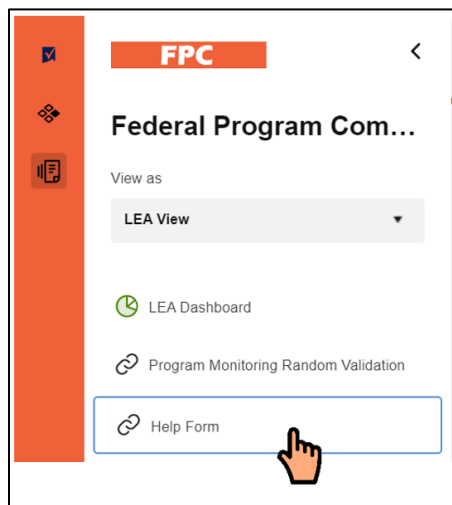 FPC
Federal Program Com...
View as
LEA View
LEA Dashboard
Program Monitoring Random Validation
Help Form